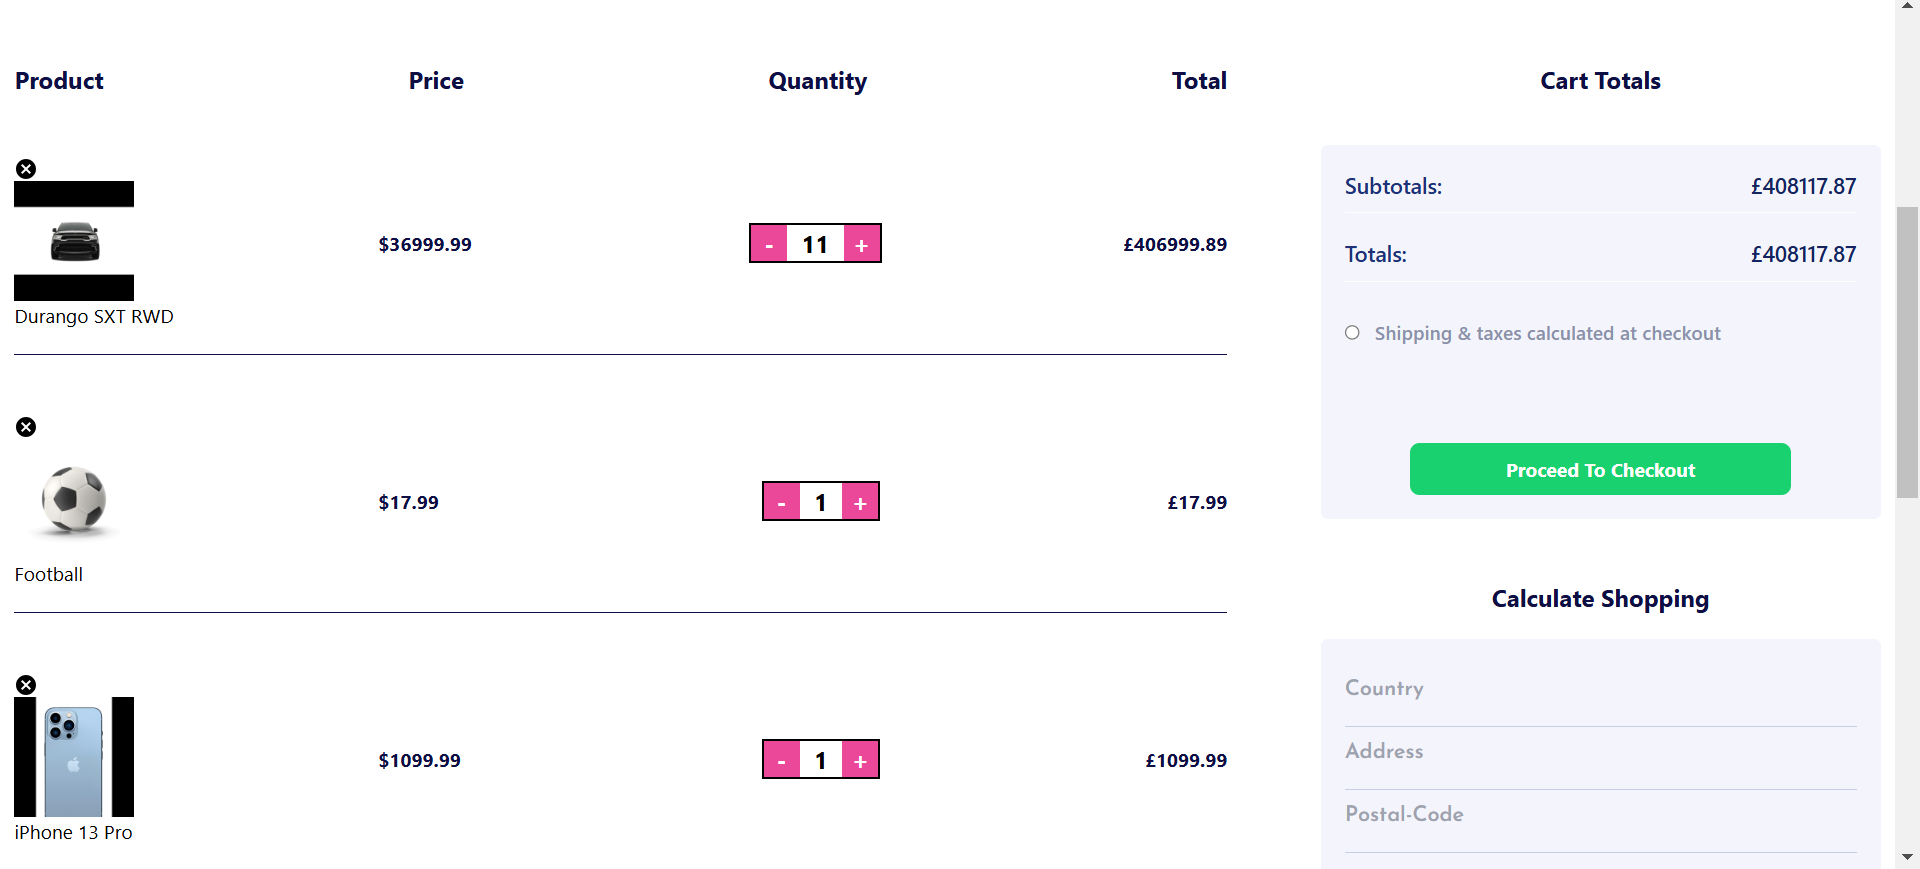 Product Price Quantity Total Cart Totals
$36999.99 - 11 + £406999.89
Durango SXT RWD
$17.99 - 1 + £17.99
Football
$1099.99 - 1 + £1099.99
iPhone 13 Pro
Subtotals: £408117.87
Totals: £408117.87
Shipping & taxes calculated at checkout
Proceed To Checkout
Calculate Shopping
Country
Address
Postal-Code